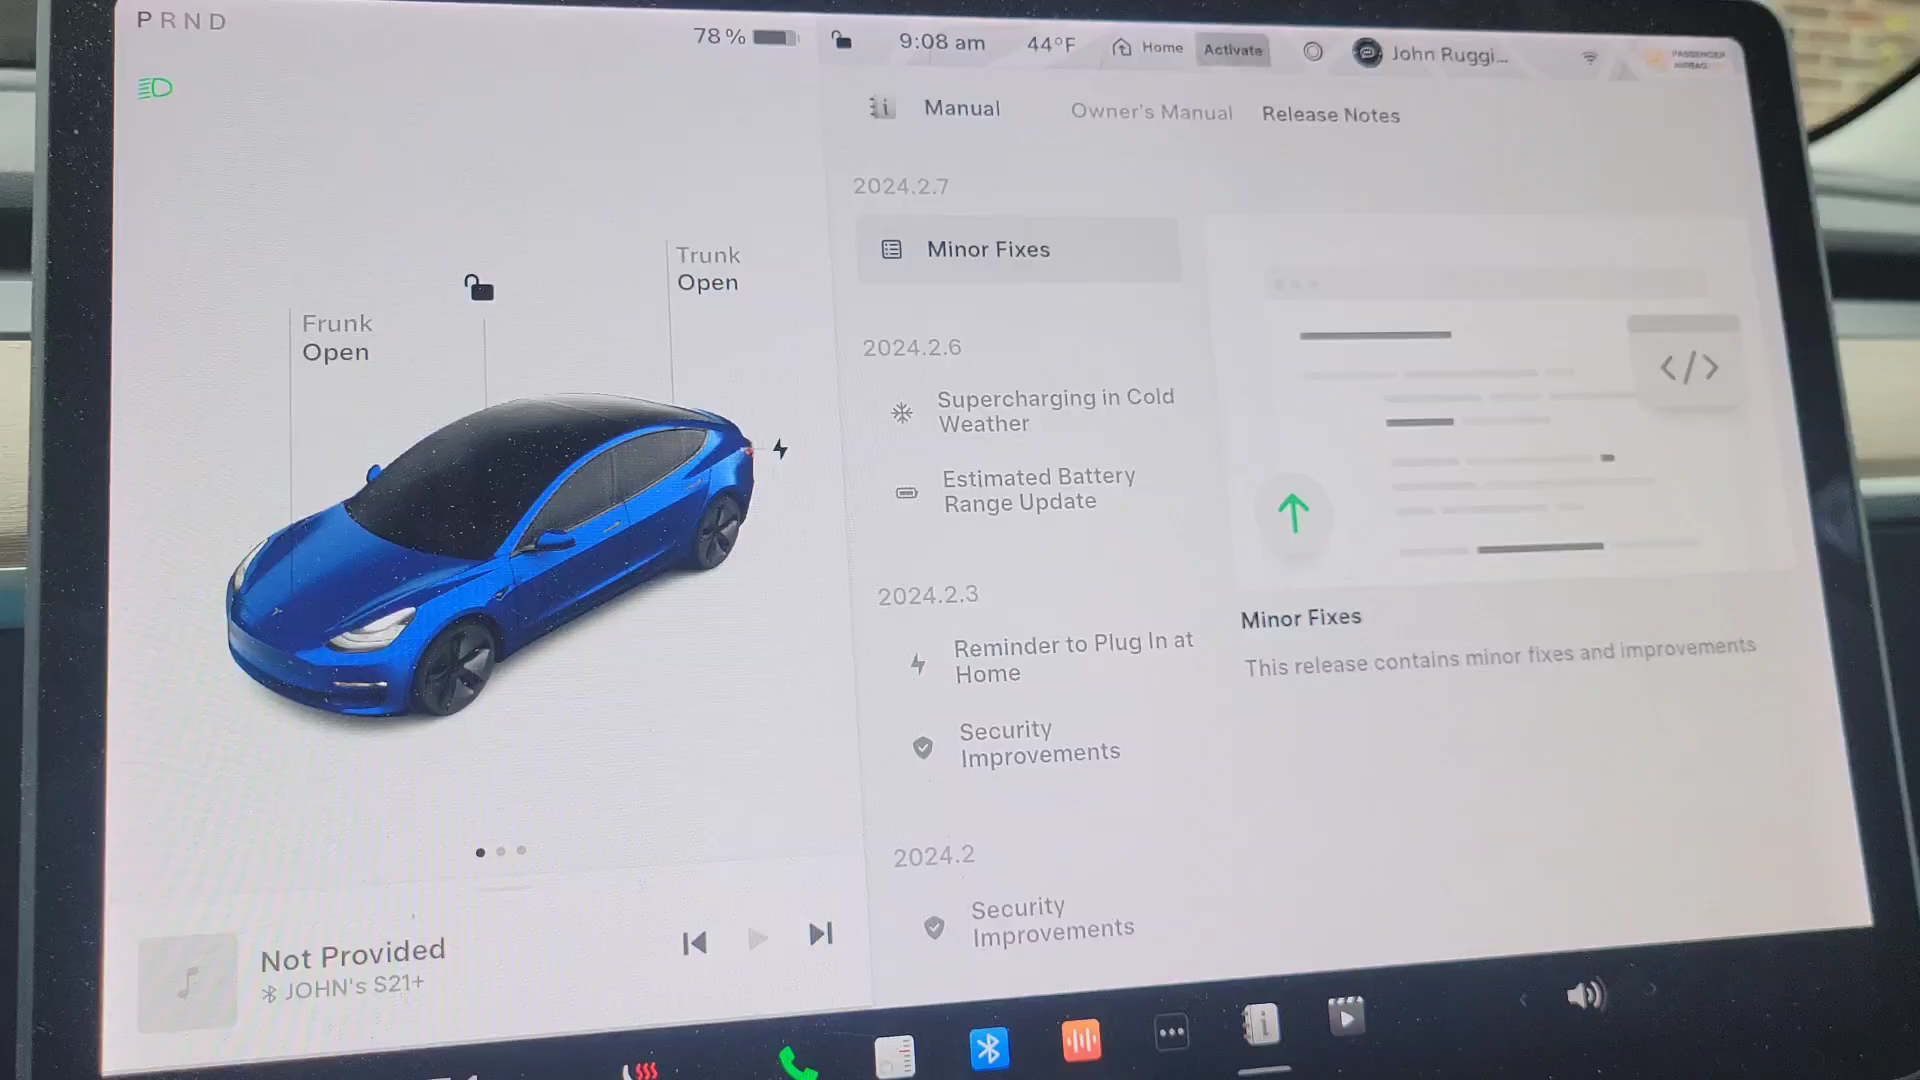 PRND
78%
9:08 am
44°F
Home
Activate
John Ruggi...
PASSENGER
AIRBAG
Manual
Owner's Manual
Release Notes
Trunk
Open
Frunk
Open
2024.2.7
Minor Fixes
2024.2.6
Supercharging in Cold
Weather
Estimated Battery
Range Update
2024.2.3
Reminder to Plug In at
Home
Security
Improvements
2024.2
Security
Improvements
Minor Fixes
This release contains minor fixes and improvements
Not Provided
JOHN's S21+